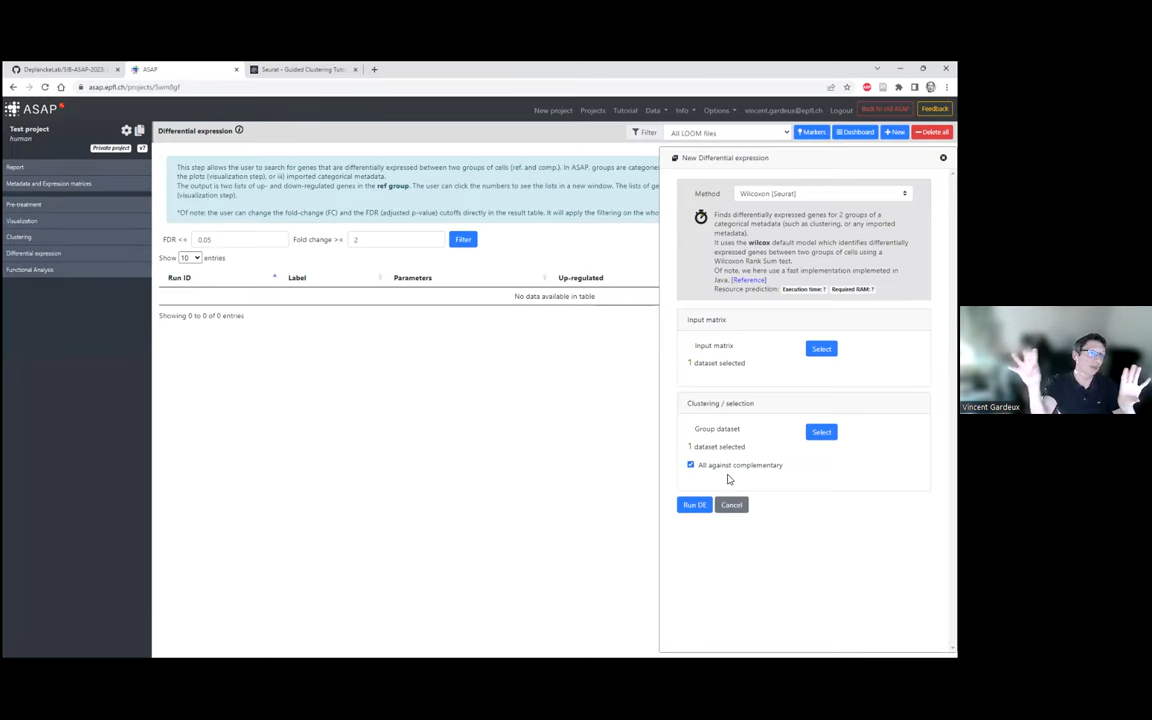 DeplanckeLab/SIB-ASAP-2023:
ASAP
Seurat - Guided Clustering Tuto
asap.epfl.ch/projects/5wm8gf
ASAP
New project
Projects
Tutorial
Data
Info
Options
vincent.gardeux@epfl.ch
Logout
Back to old ASAP
Feedback
Test project
human
Private project
v7
Report
Metadata and Expression matrices
Pre-treatment
Visualization
Clustering
Differential expression
Functional Analysis
Differential expression
Filter
All LOOM files
Markers
Dashboard
+ New
Delete all
This step allows the user to search for genes that are differentially expressed between two groups of cells (ref. and comp.). In ASAP, groups are categories
the plots (visualization step), or iii) imported categorical metadata.
The output is two lists of up- and down-regulated genes in the ref group. The user can click the numbers to see the lists in a new window. The lists of ge
(visualization step).
*Of note: the user can change the fold-change (FC) and the FDR (adjusted p-value) cutoffs directly in the result table. It will apply the filtering on the who
FDR <=
0.05
Fold change >=
2
Filter
Show 10 entries
Run ID
Label
Parameters
Up-regulated
No data available in table
Showing 0 to 0 of 0 entries
New Differential expression
Method
Wilcoxon [Seurat]
Finds differentially expressed genes for 2 groups of a
categorical metadata (such as clustering, or any imported
metadata).
It uses the wilcox default model which identifies differentially
expressed genes between two groups of cells using a
Wilcoxon Rank Sum test.
Of note, we here use a fast implementation implemeted in
Java. [Reference]
Resource prediction: Execution time: ? Required RAM: ?
Input matrix
Input matrix
Select
1 dataset selected
Clustering / selection
Group dataset
Select
1 dataset selected
All against complementary
Run DE
Cancel
Vincent Gardeux